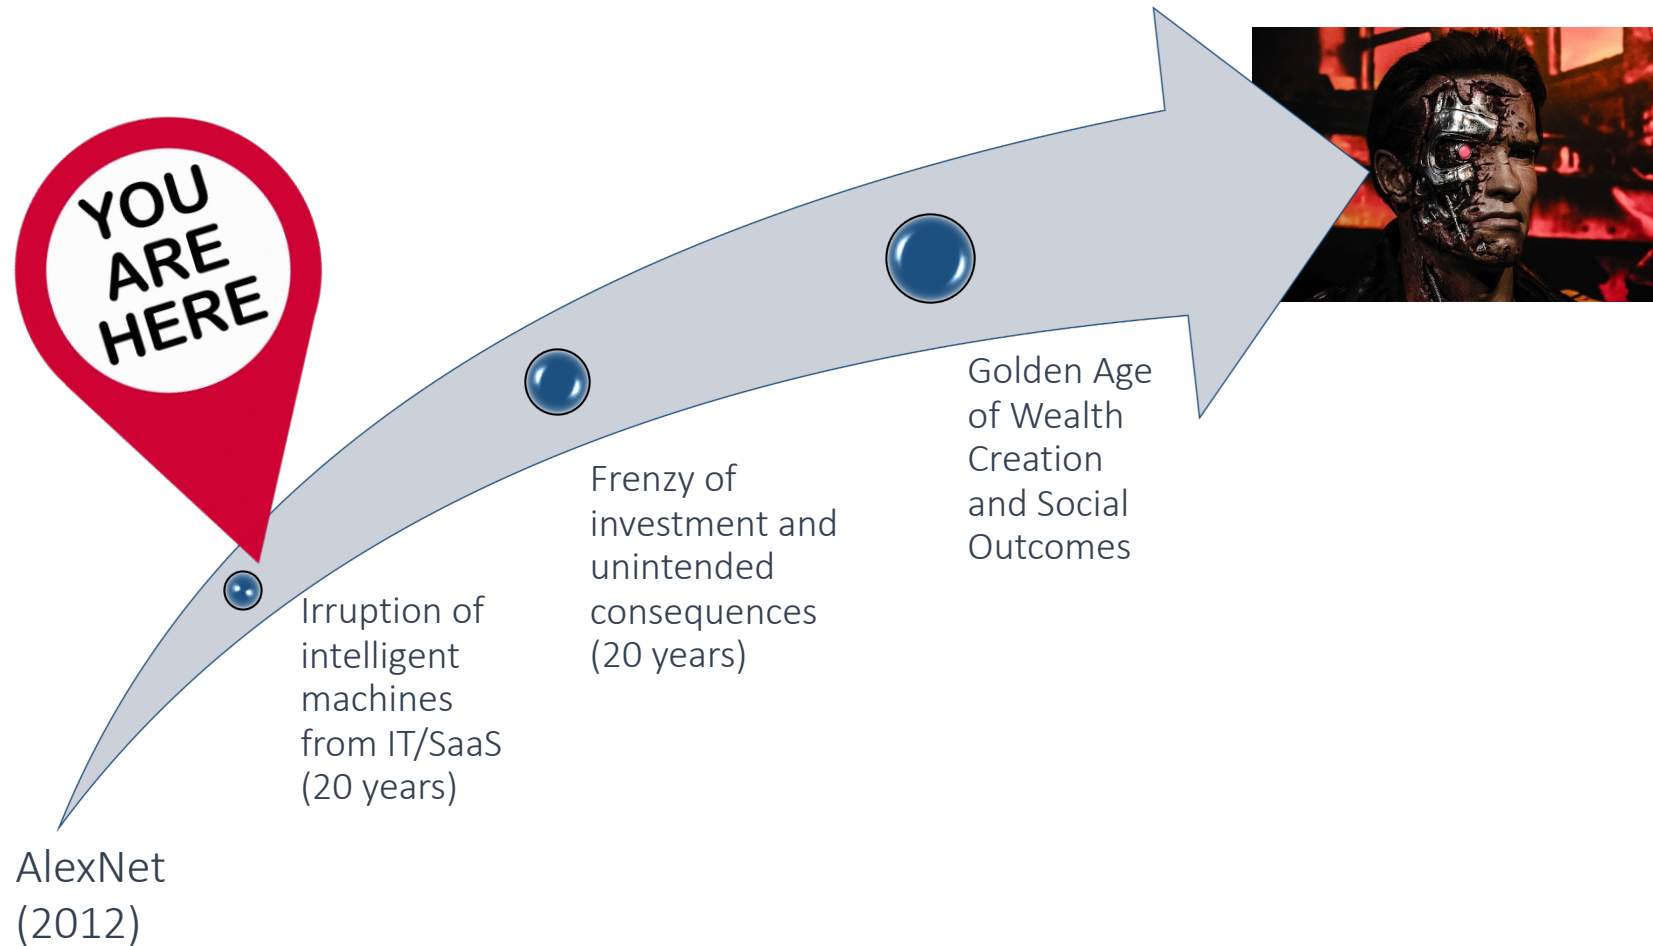 YOU
ARE
HERE
AlexNet
(2012)
Irruption of
intelligent
machines
from IT/SaaS
(20 years)
Frenzy of
investment and
unintended
consequences
(20 years)
Golden Age
of Wealth
Creation
and Social
Outcomes